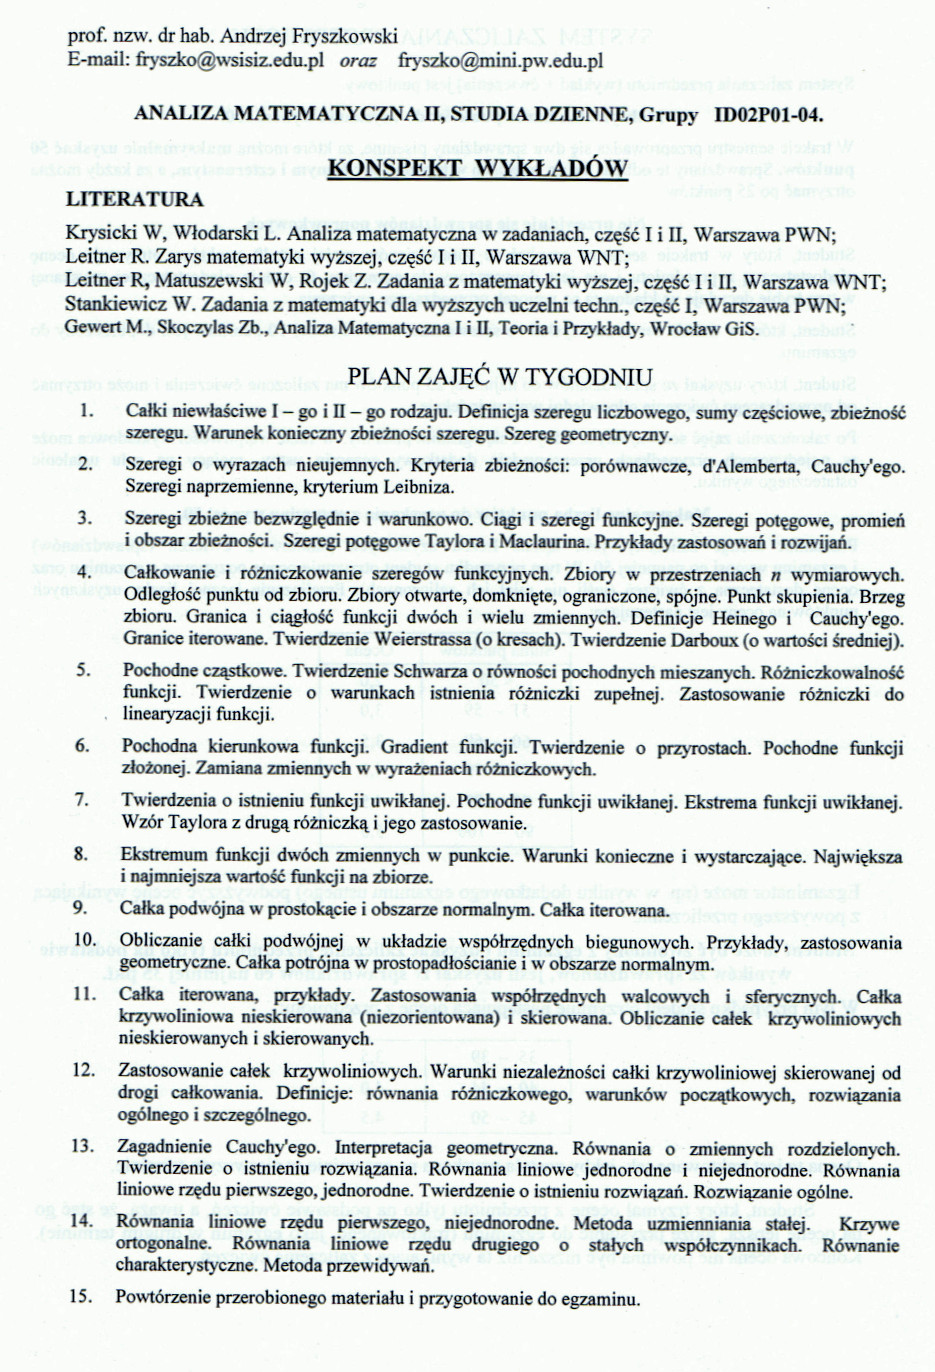 prof. nzw. dr hab. Andrzej Fryszkowski
E-mail: fryszko@wsisiz.edu.pl oraz fryszko@mini.pw.edu.pl
ANALIZA MATEMATYCZNA II, STUDIA DZIENNE, Grupy ID02P01-04.
KONSPEKT WYKŁADÓW
LITERATURA
Krysicki W, Włodarski L. Analiza matematyczna w zadaniach, część I i II, Warszawa PWN;
Leitner R. Zarys matematyki wyższej, część I i II, Warszawa WNT;
Leitner R, Matuszewski W, Rojek Z. Zadania z matematyki wyższej, część I i II, Warszawa WNT;
Stankiewicz W. Zadania z matematyki dla wyższych uczelni techn., część I, Warszawa PWN;
Gewert M., Skoczylas Zb., Analiza Matematyczna I i II, Teoria i Przykłady, Wrocław GiS.
PLAN ZAJĘĆ W TYGODNIU
1. Całki niewłaściwe I – go i II – go rodzaju. Definicja szeregu liczbowego, sumy częściowe, zbieżność
szeregu. Warunek konieczny zbieżności szeregu. Szereg geometryczny.
2. Szeregi o wyrazach nieujemnych. Kryteria zbieżności: porównawcze, d'Alemberta, Cauchy'ego.
Szeregi naprzemienne, kryterium Leibniza.
3. Szeregi zbieżne bezwzględnie i warunkowo. Ciągi i szeregi funkcyjne. Szeregi potęgowe, promień
i obszar zbieżności. Szeregi potęgowe Taylora i Maclaurina. Przykłady zastosowań i rozwijań.
4. Całkowanie i różniczkowanie szeregów funkcyjnych. Zbiory w przestrzeniach n wymiarowych.
Odległość punktu od zbioru. Zbiory otwarte, domknięte, ograniczone, spójne. Punkt skupienia. Brzeg
zbioru. Granica i ciągłość funkcji dwóch i wielu zmiennych. Definicje Heinego i Cauchy'ego.
Granice iterowane. Twierdzenie Weierstrassa (o kresach). Twierdzenie Darboux (o wartości średniej).
5. Pochodne cząstkowe. Twierdzenie Schwarza o równości pochodnych mieszanych. Różniczkowalność
funkcji. Twierdzenie o warunkach istnienia różniczki zupełnej. Zastosowanie różniczki do
linearyzacji funkcji.
6. Pochodna kierunkowa funkcji. Gradient funkcji. Twierdzenie o przyrostach. Pochodne funkcji
złożonej. Zamiana zmiennych w wyrażeniach różniczkowych.
7. Twierdzenia o istnieniu funkcji uwikłanej. Pochodne funkcji uwikłanej. Ekstrema funkcji uwikłanej.
Wzór Taylora z drugą różniczką i jego zastosowanie.
8. Ekstremum funkcji dwóch zmiennych w punkcie. Warunki konieczne i wystarczające. Największa
i najmniejsza wartość funkcji na zbiorze.
9. Całka podwójna w prostokącie i obszarze normalnym. Całka iterowana.
10. Obliczanie całki podwójnej w układzie współrzędnych biegunowych. Przykłady, zastosowania
geometryczne. Całka potrójna w prostopadłościanie i w obszarze normalnym.
11. Całka iterowana, przykłady. Zastosowania współrzędnych walcowych i sferycznych. Całka
krzywoliniowa nieskierowana (niezorientowana) i skierowana. Obliczanie całek krzywoliniowych
nieskierowanych i skierowanych.
12. Zastosowanie całek krzywoliniowych. Warunki niezależności całki krzywoliniowej skierowanej od
drogi całkowania. Definicje: równania różniczkowego, warunków początkowych, rozwiązania
ogólnego i szczególnego.
13. Zagadnienie Cauchy'ego. Interpretacja geometryczna. Równania o zmiennych rozdzielonych.
Twierdzenie o istnieniu rozwiązania. Równania liniowe jednorodne i niejednorodne. Równania
liniowe rzędu pierwszego, jednorodne. Twierdzenie o istnieniu rozwiązań. Rozwiązanie ogólne.
14. Równania liniowe rzędu pierwszego, niejednorodne. Metoda uzmienniania stałej. Krzywe
ortogonalne. Równania liniowe rzędu drugiego o stałych współczynnikach. Równanie
charakterystyczne. Metoda przewidywań.
15. Powtórzenie przerobionego materiału i przygotowanie do egzaminu.